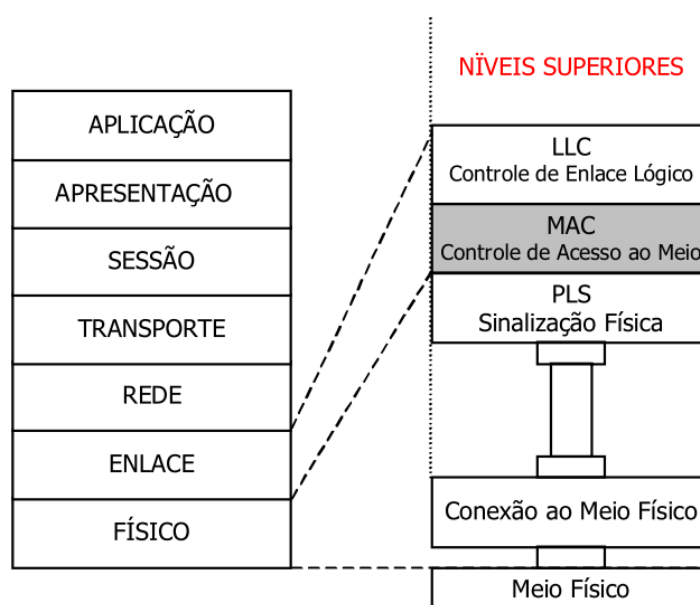 APLICAÇÃO
APRESENTAÇÃO
SESSÃO
TRANSPORTE
REDE
ENLACE
FÍSICO
NÏVEIS SUPERIORES
LLC
Controle de Enlace Lógico
MAC
Controle de Acesso ao Meio
PLS
Sinalização Física
Conexão ao Meio Físico
Meio Físico